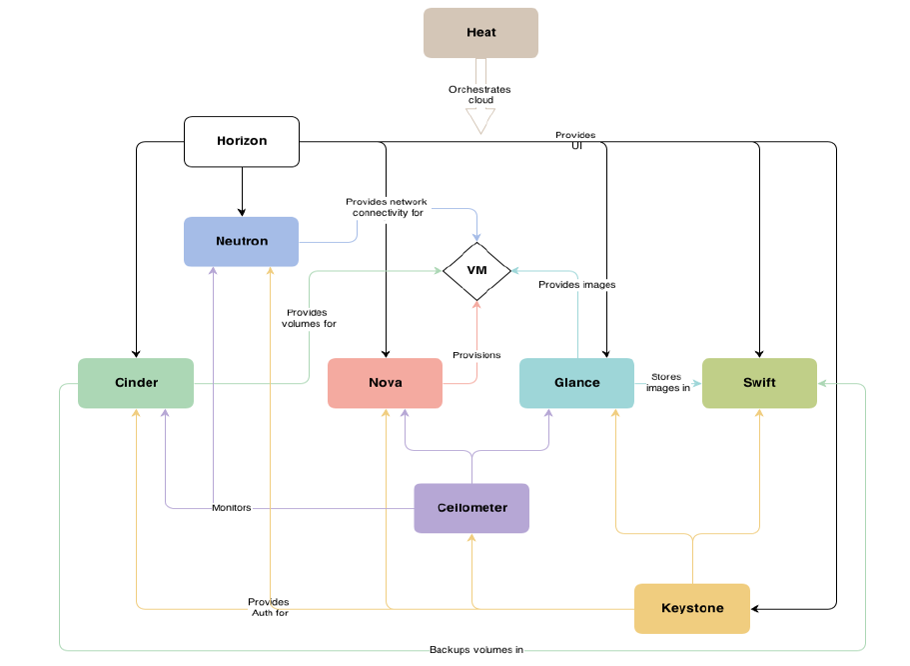 Heat
Orchestrates
cloud
Horizon
Provides
UI
Provides network
connectivity for
Neutron
VM
Provides images
Provides
volumes for
Provisions
Cinder
Nova
Glance
Stores
images in
Swift
Monitors
Ceilometer
Provides
Auth for
Keystone
Backups volumes in